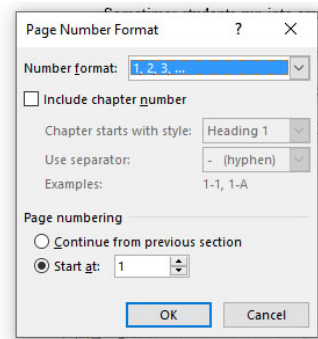 Page Number Format ? ×
Number format: 1, 2, 3, ...
Include chapter number
Chapter starts with style: Heading 1
Use separator: - (hyphen)
Examples: 1-1, 1-A
Page numbering
Continue from previous section
Start at: 1
OK Cancel